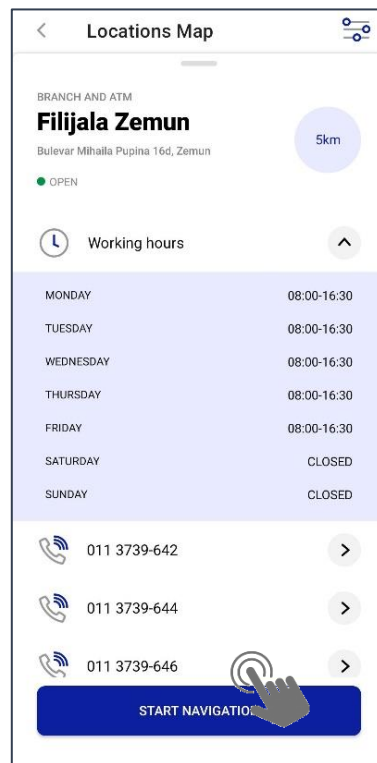 Locations Map
BRANCH AND ATM
Filijala Zemun
Bulevar Mihaila Pupina 16d, Zemun
5km
OPEN
Working hours
MONDAY 08:00-16:30
TUESDAY 08:00-16:30
WEDNESDAY 08:00-16:30
THURSDAY 08:00-16:30
FRIDAY 08:00-16:30
SATURDAY CLOSED
SUNDAY CLOSED
011 3739-642
011 3739-644
011 3739-646
START NAVIGATION